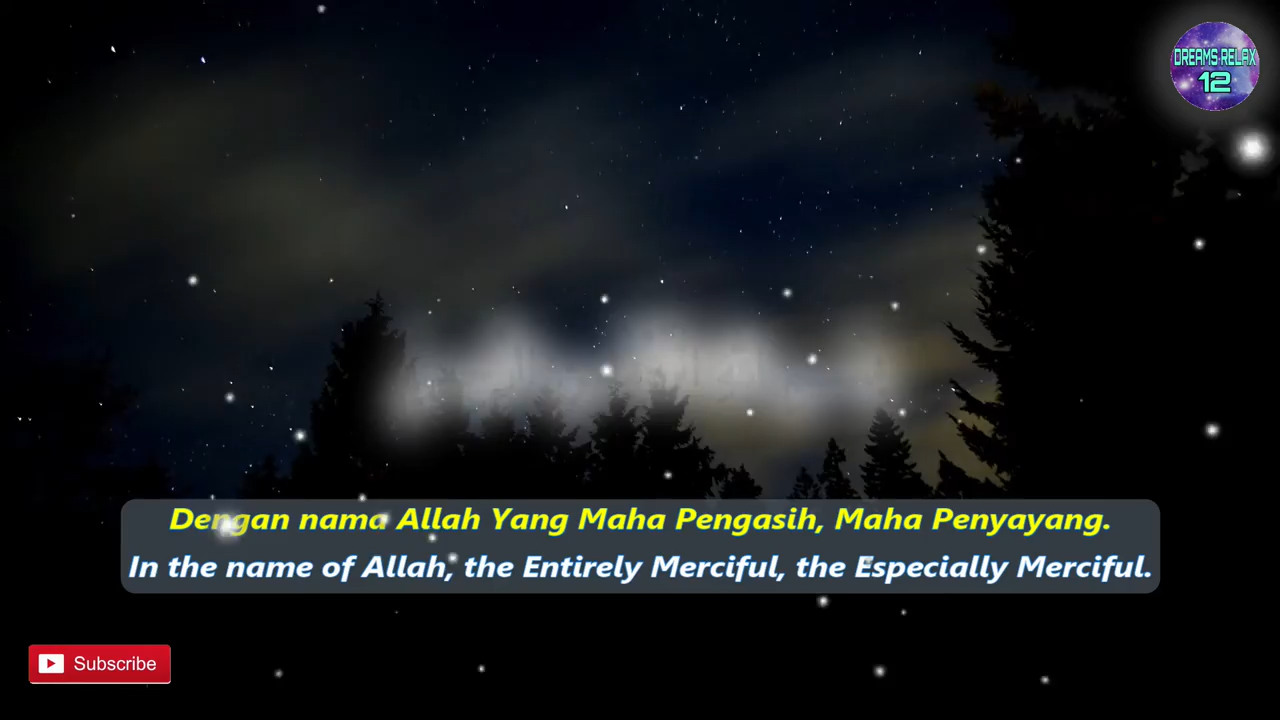 DREAMS RELAX
12
Dengan nama Allah Yang Maha Pengasih, Maha Penyayang.
In the name of Allah, the Entirely Merciful, the Especially Merciful.
Subscribe